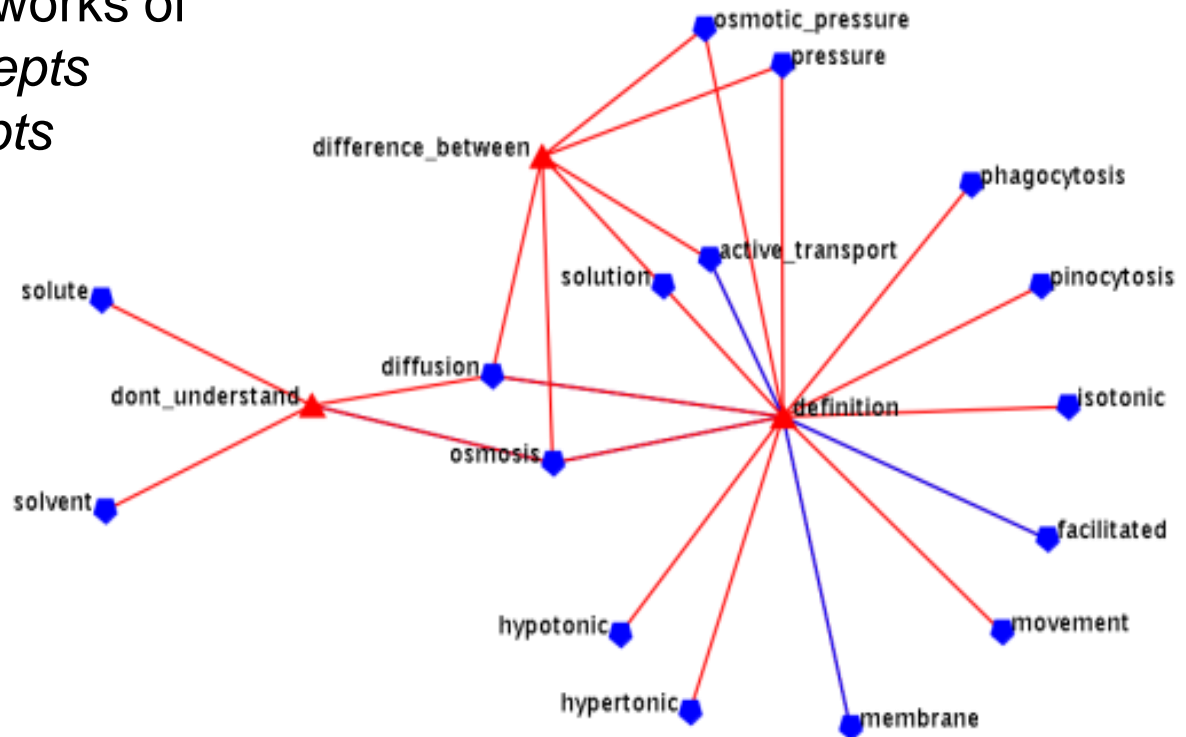 works of
epts
pts
osmotic_pressure
pressure
difference_between
phagocytosis
active_transport
solution
pinocytosis
solute
diffusion
dont_understand
definition
isotonic
osmosis
solvent
facilitated
hypotonic
movement
hypertonic
membrane